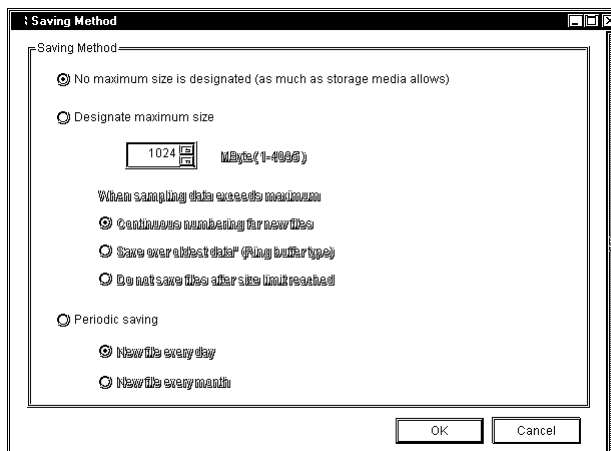 Saving Method
Saving Method
No maximum size is designated (as much as storage media allows)
Designate maximum size
1024 MByte(1-4095)
When sampling data exceeds maximum
Continuous numbering for new files
Save over oldest data" (Ring buffer type)
Do not save files after size limit reached
Periodic saving
New file every day
New file every month
OK Cancel